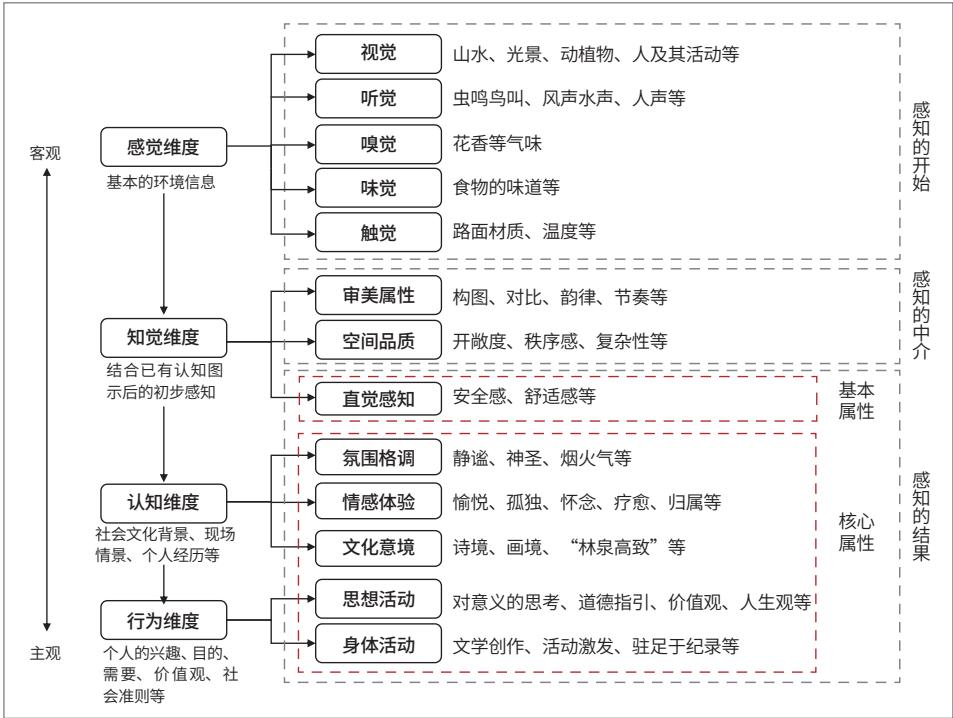 视觉 山水、光景、动植物、人及其活动等
听觉 虫鸣鸟叫、风声水声、人声等
客观
感觉维度
嗅觉 花香等气味
感知的开始
基本的环境信息
味觉 食物的味道等
触觉 路面材质、温度等
审美属性 构图、对比、韵律、节奏等
知觉维度
空间品质 开敞度、秩序感、复杂性等
感知的中介
结合已有认知图
示后的初步感知
直觉感知 安全感、舒适感等
基本
属性
氛围格调 静谧、神圣、烟火气等
认知维度
情感体验 愉悦、孤独、怀念、疗愈、归属等
核心
属性
感知的结果
社会文化背景、现场
情景、个人经历等
文化意境 诗境、画境、“林泉高致”等
行为维度
思想活动 对意义的思考、道德指引、价值观、人生观等
身体活动 文学创作、活动激发、驻足于纪录等
主观
个人的兴趣、目的、
需要、价值观、社
会准则等